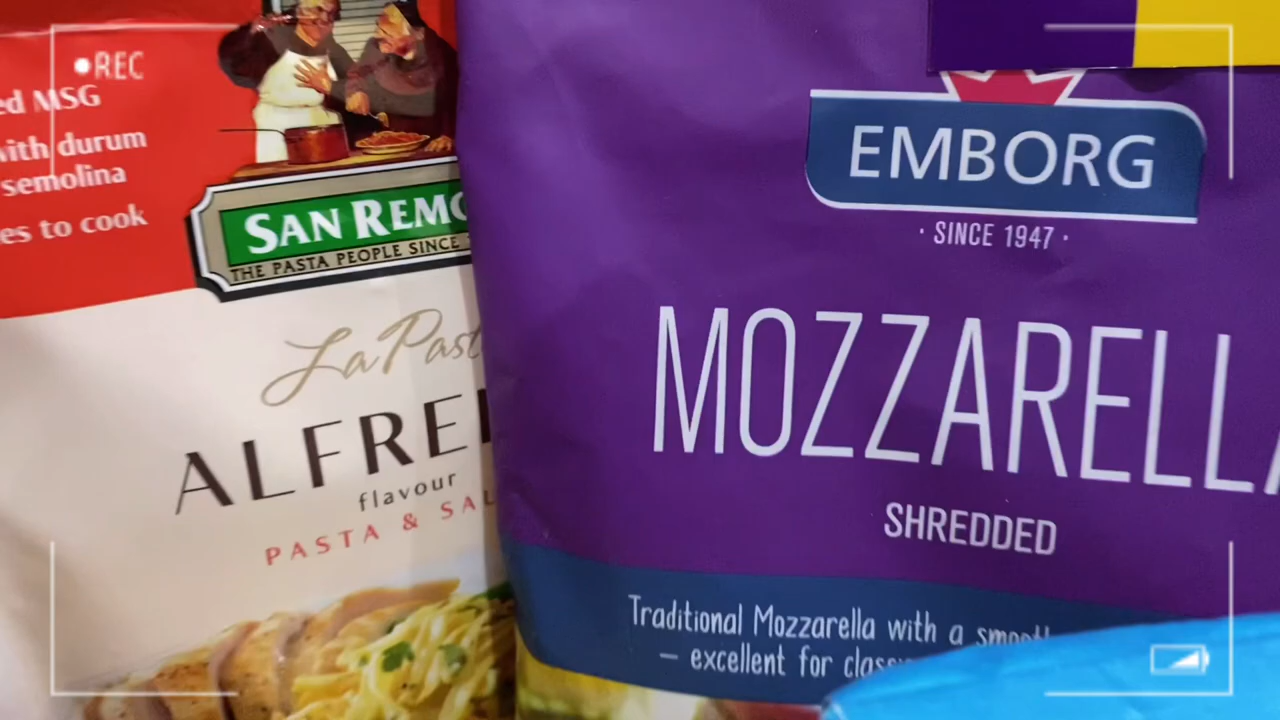 REC
ed MSG
with durum
semolina
es to cook
SAN REMO
THE PASTA PEOPLE SINCE
La Past
ALFRE
flavour
PASTA & SA
EMBORG
· SINCE 1947 ·
MOZZARELLA
SHREDDED
Traditional Mozzarella with a smooth
– excellent for class